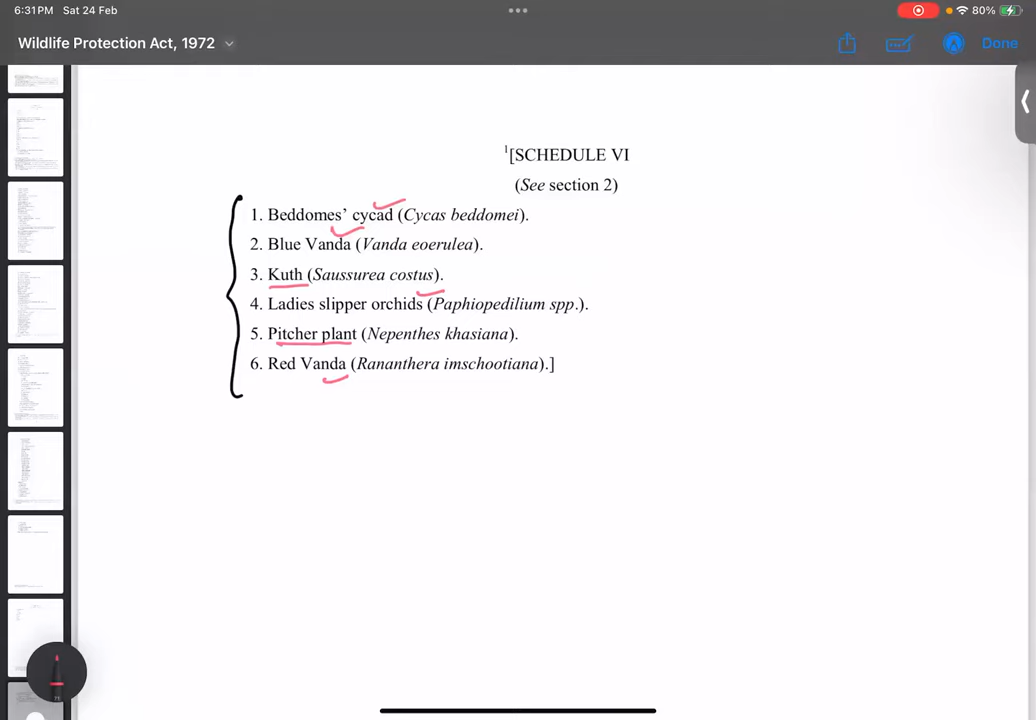 6:31 PM Sat 24 Feb
80%
Wildlife Protection Act, 1972
Done
1[SCHEDULE VI
(See section 2)
1. Beddomes’ cycad (Cycas beddomei).
2. Blue Vanda (Vanda eoerulea).
3. Kuth (Saussurea costus).
4. Ladies slipper orchids (Paphiopedilium spp.).
5. Pitcher plant (Nepenthes khasiana).
6. Red Vanda (Rananthera imschootiana).]